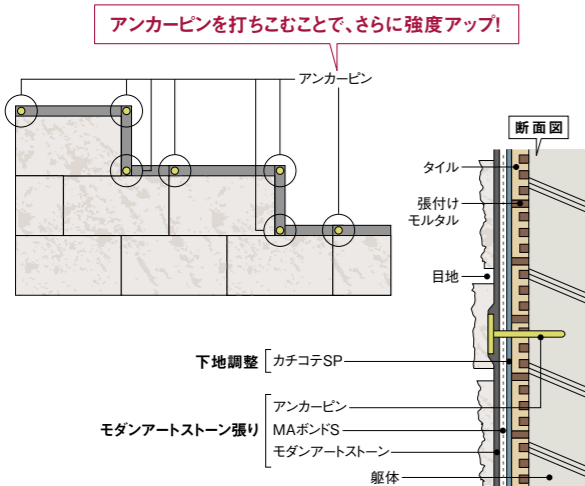 アンカーピンを打ちこむことで、さらに強度アップ!
アンカーピン
断面図
タイル
張付け
モルタル
目地
下地調整
カチコテSP
モダンアートストーン張り
アンカーピン
MAボンドS
モダンアートストーン
躯体